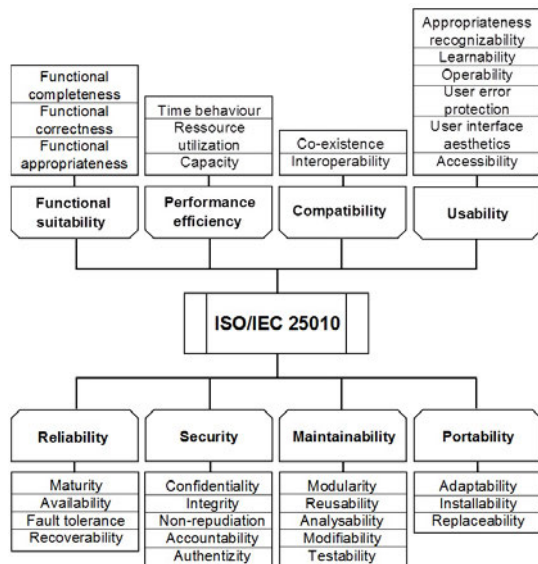 Functional
completeness
Functional
correctness
Functional
appropriateness
Functional
suitability
Time behaviour
Ressource
utilization
Capacity
Performance
efficiency
Co-existence
Interoperability
Compatibility
Appropriateness
recognizability
Learnability
Operability
User error
protection
User interface
aesthetics
Accessibility
Usability
ISO/IEC 25010
Reliability
Maturity
Availability
Fault tolerance
Recoverability
Security
Confidentiality
Integrity
Non-repudiation
Accountability
Authentizity
Maintainability
Modularity
Reusability
Analysability
Modifiability
Testability
Portability
Adaptability
Installability
Replaceability